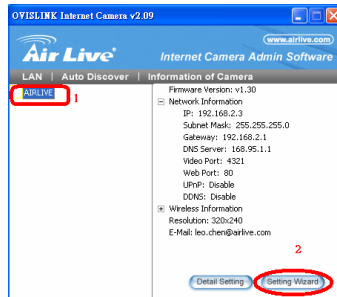 OVISLINK Internet Camera v2.09
www.airlive.com
Air Live
Internet Camera Admin Software
LAN | Auto Discover | Information of Camera
AIRLIVE
1
Firmware Version: v1.30
Network Information
IP: 192.168.2.3
Subnet Mask: 255.255.255.0
Gateway: 192.168.2.1
DNS Server: 168.95.1.1
Video Port: 4321
Web Port: 80
UPnP: Disable
DDNS: Disable
Wireless Information
Resolution: 320x240
E-Mail: leo.chen@airlive.com
2
Detail Setting
Setting Wizard